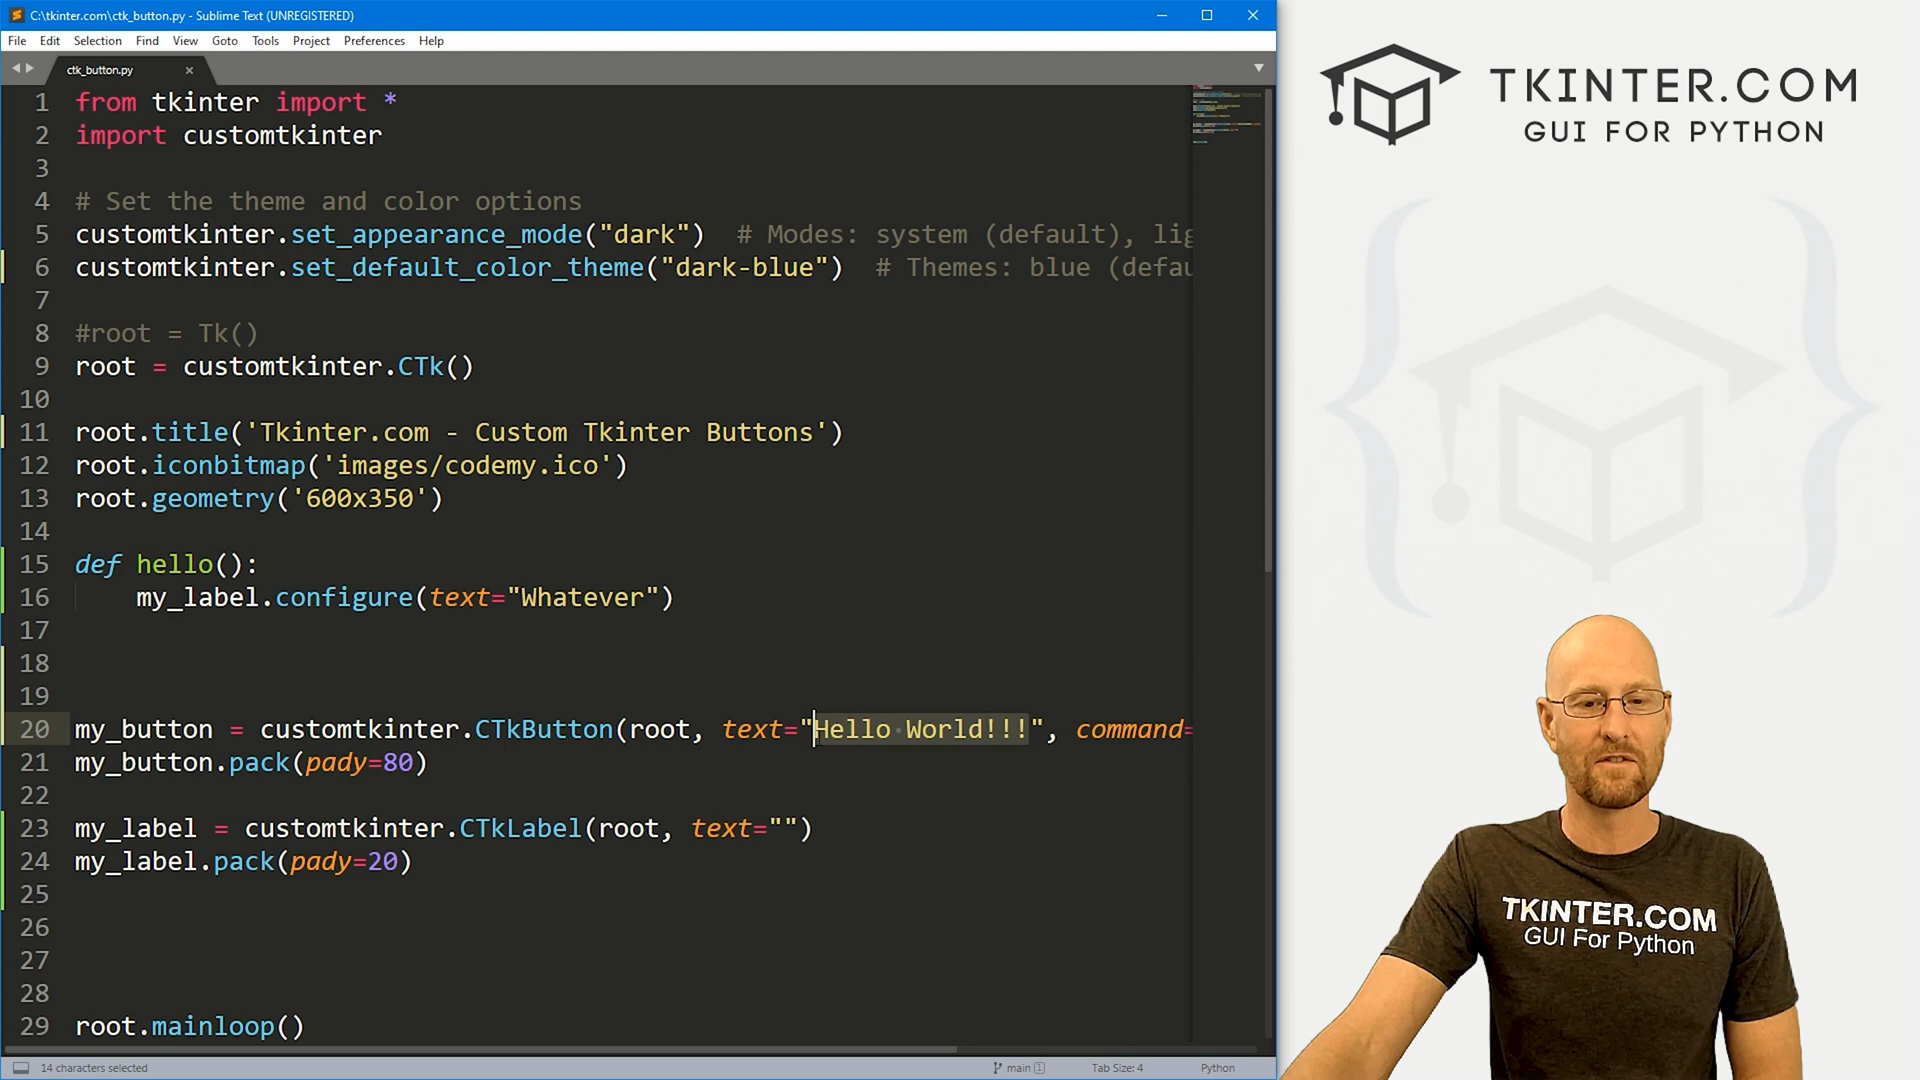 C:\tkinter.com\ctk_button.py - Sublime Text (UNREGISTERED)
File Edit Selection Find View Goto Tools Project Preferences Help
ctk_button.py
1 from tkinter import *
2 import customtkinter
3
4 # Set the theme and color options
5 customtkinter.set_appearance_mode("dark")  # Modes: system (default), lig
6 customtkinter.set_default_color_theme("dark-blue")  # Themes: blue (defau
7
8 #root = Tk()
9 root = customtkinter.CTk()
10
11 root.title('Tkinter.com - Custom Tkinter Buttons')
12 root.iconbitmap('images/codemy.ico')
13 root.geometry('600x350')
14
15 def hello():
16     my_label.configure(text="Whatever")
17
18
19
20 my_button = customtkinter.CTkButton(root, text="Hello World!!!", command=
21 my_button.pack(pady=80)
22
23 my_label = customtkinter.CTkLabel(root, text="")
24 my_label.pack(pady=20)
25
26
27
28
29 root.mainloop()
14 characters selected
main 1
Tab Size: 4
Python
TKINTER.COM
GUI FOR PYTHON
TKINTER.COM
GUI For Python